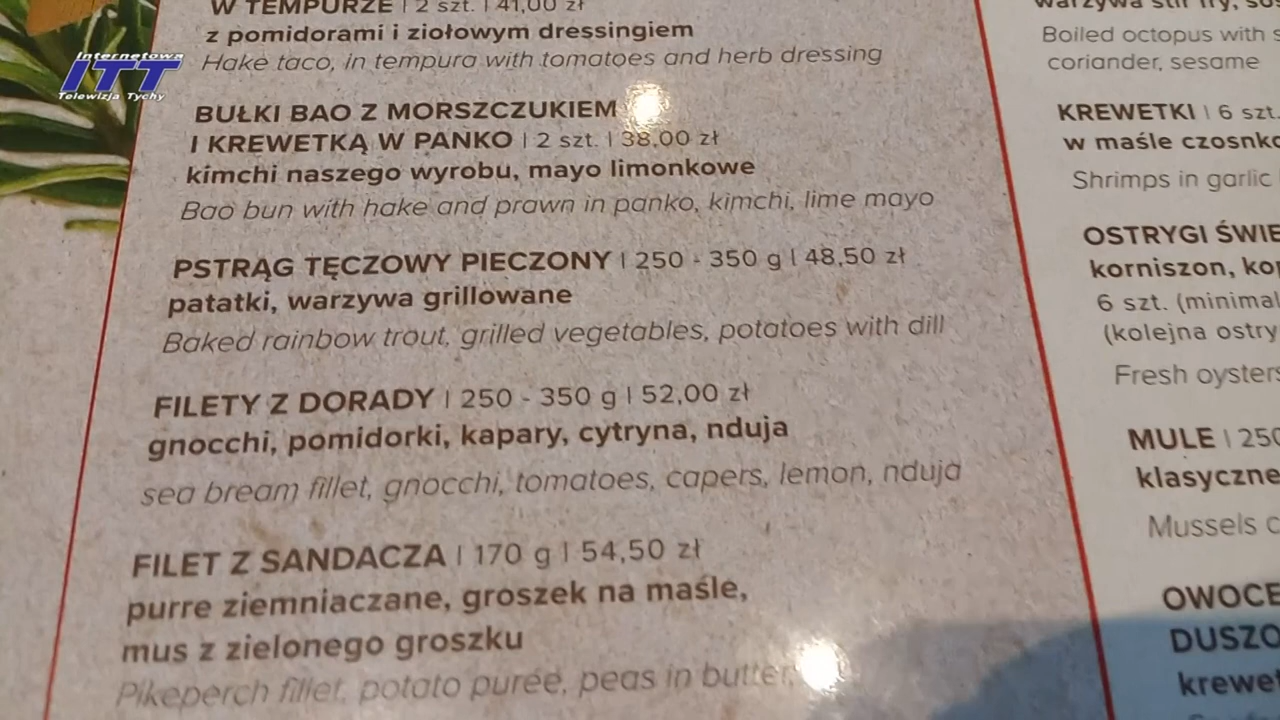 Internetowa
ITT
Telewizja Tychy
W TEMPURZE | 2 szt. | 41,00 zł
z pomidorami i ziołowym dressingiem
Hake taco, in tempura with tomatoes and herb dressing
BUŁKI BAO Z MORSZCZUKIEM
I KREWETKĄ W PANKO | 2 szt. | 38,00 zł
kimchi naszego wyrobu, mayo limonkowe
Bao bun with hake and prawn in panko, kimchi, lime mayo
PSTRĄG TĘCZOWY PIECZONY | 250 - 350 g | 48,50 zł
patatki, warzywa grillowane
Baked rainbow trout, grilled vegetables, potatoes with dill
FILETY Z DORADY | 250 - 350 g | 52,00 zł
gnocchi, pomidorki, kapary, cytryna, nduja
sea bream fillet, gnocchi, tomatoes, capers, lemon, nduja
FILET Z SANDACZA | 170 g | 54,50 zł
purre ziemniaczane, groszek na maśle,
mus z zielonego groszku
Pikeperch fillet, potato purée, peas in butter,
warzywa stir fry,
Boiled octopus with
coriander, sesame
KREWETKI | 6 szt.
w maśle
Shrimps in garlic
OSTRYGI
korniszon,
6 szt.
(kolejna
Fresh oysters
MULE |
klasyczne
Mussels